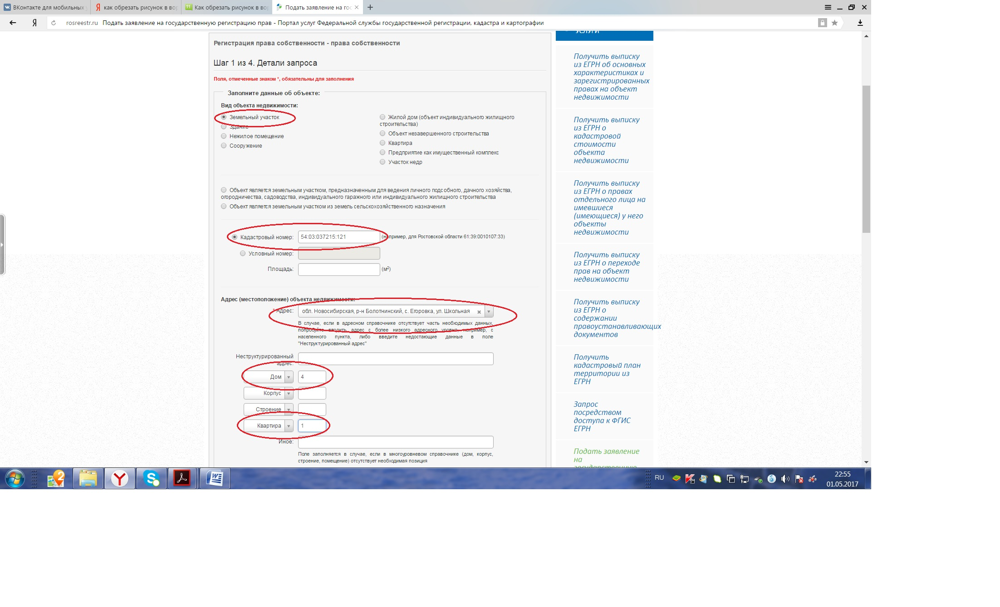 ВКонтакте для мобильных
как обрезать рисунок в вор
Как обрезать рисунок в вор
Подать заявление на гос
rosreestr.ru Подать заявление на государственную регистрацию прав - Портал услуг Федеральной службы государственной регистрации, кадастра и картографии
Регистрация права собственности - права собственности
Шаг 1 из 4. Детали запроса
Поля, отмеченные знаком *, обязательны для заполнения
Заполните данные об объекте:
Вид объекта недвижимости:
Земельный участок
Здание
Нежилое помещение
Сооружение
Жилой дом (объект индивидуального жилищного
строительства)
Объект незавершенного строительства
Квартира
Предприятие как имущественный комплекс
Участок недр
Объект является земельным участком, предназначенным для ведения личного подсобного, дачного хозяйства,
огородничества, садоводства, индивидуального гаражного или индивидуального жилищного строительства
Объект является земельным участком из земель сельскохозяйственного назначения
Кадастровый номер: 54:03:037215:121 (например, для Ростовской области 61:39:0010107:33)
Условный номер:
Площадь: (м²)
Адрес (местоположение) объекта недвижимости:
* Адрес: обл. Новосибирская, р-н Болотнинский, с. Егоровка, ул. Школьная
В случае, если в адресном справочнике отсутствует часть необходимых данных,
попробуйте вводить адрес с более низкого адресного уровня, например, с
населенного пункта, либо введите недостающие данные в поле
"Неструктурированный адрес"
Неструктурированный
адрес:
Дом 4
Корпус
Строение
Квартира 1
Иное:
Поле заполняется в случае, если в многоуровневом справочнике (дом, корпус,
строение, помещение) отсутствует необходимая позиция
УСЛУГИ
Получить выписку
из ЕГРН об основных
характеристиках и
зарегистрированных
правах на объект
недвижимости
Получить выписку
из ЕГРН о
кадастровой
стоимости
объекта
недвижимости
Получить выписку
из ЕГРН о правах
отдельного лица на
имевшиеся
(имеющиеся) у него
объекты
недвижимости
Получить выписку
из ЕГРН о переходе
прав на объект
недвижимости
Получить выписку
из ЕГРН о
содержании
правоустанавливающих
документов
Получить
кадастровый план
территории из
ЕГРН
Запрос
посредством
доступа к ФГИС
ЕГРН
Подать заявление
на
государственную
RU
22:55
01.05.2017